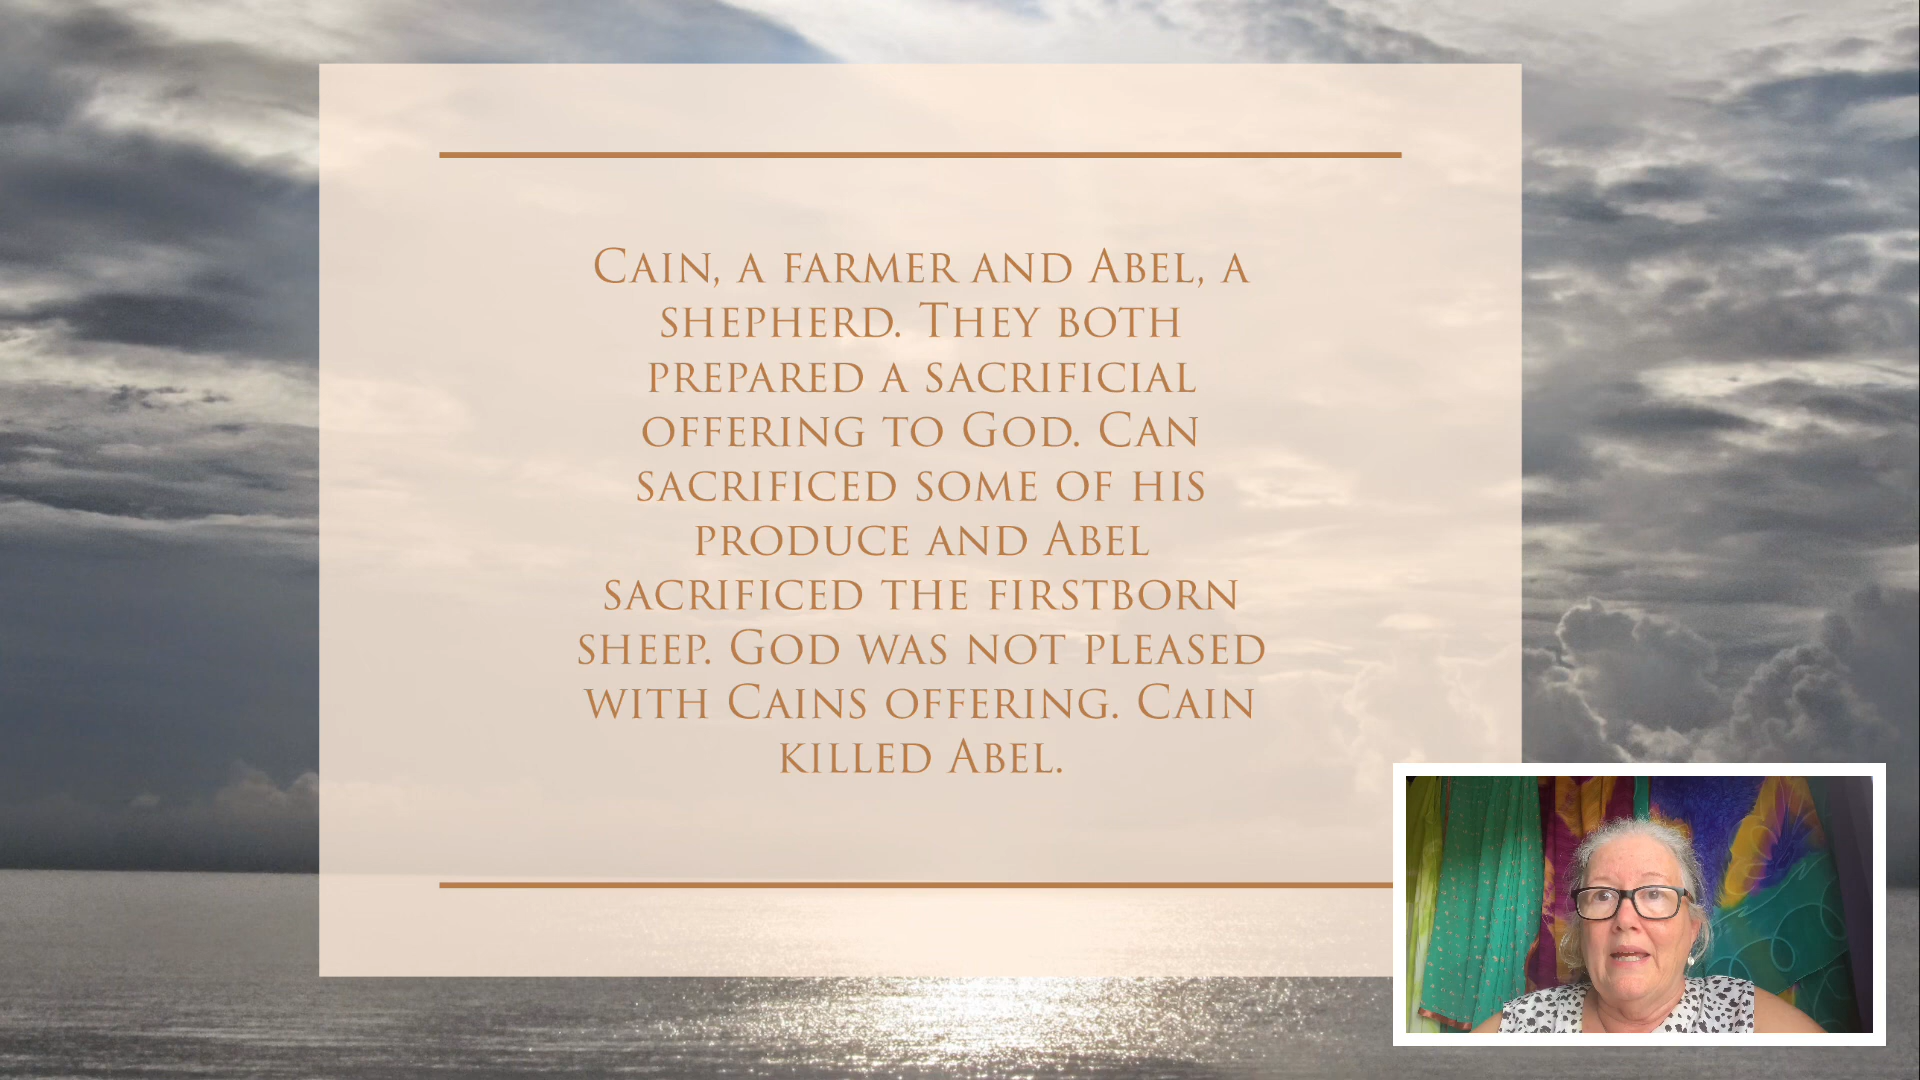 Cain, a farmer and Abel, a
shepherd. They both
prepared a sacrificial
offering to God. Can
sacrificed some of his
produce and Abel
sacrificed the firstborn
sheep. God was not pleased
with Cains offering. Cain
killed Abel.